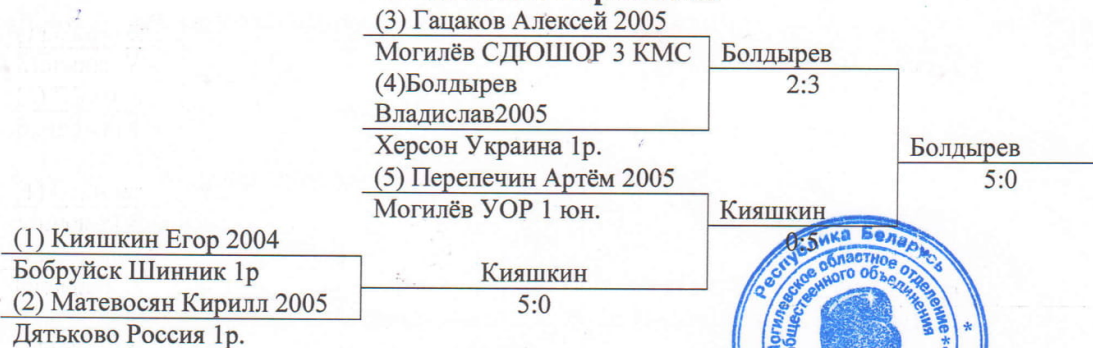 (3) Гацаков Алексей 2005
Могилёв СДЮШОР 3 КМС
(4)Болдырев
Владислав2005
Херсон Украина 1р.
(5) Перепечин Артём 2005
Могилёв УОР 1 юн.
(1) Кияшкин Егор 2004
Бобруйск Шинник 1р
(2) Матевосян Кирилл 2005
Дятьково Россия 1р.
Кияшкин
5:0
Болдырев
2:3
Кияшкин
0:5
Болдырев
5:0
Республика Беларусь
Могилевское областное отделение
общественного объединения